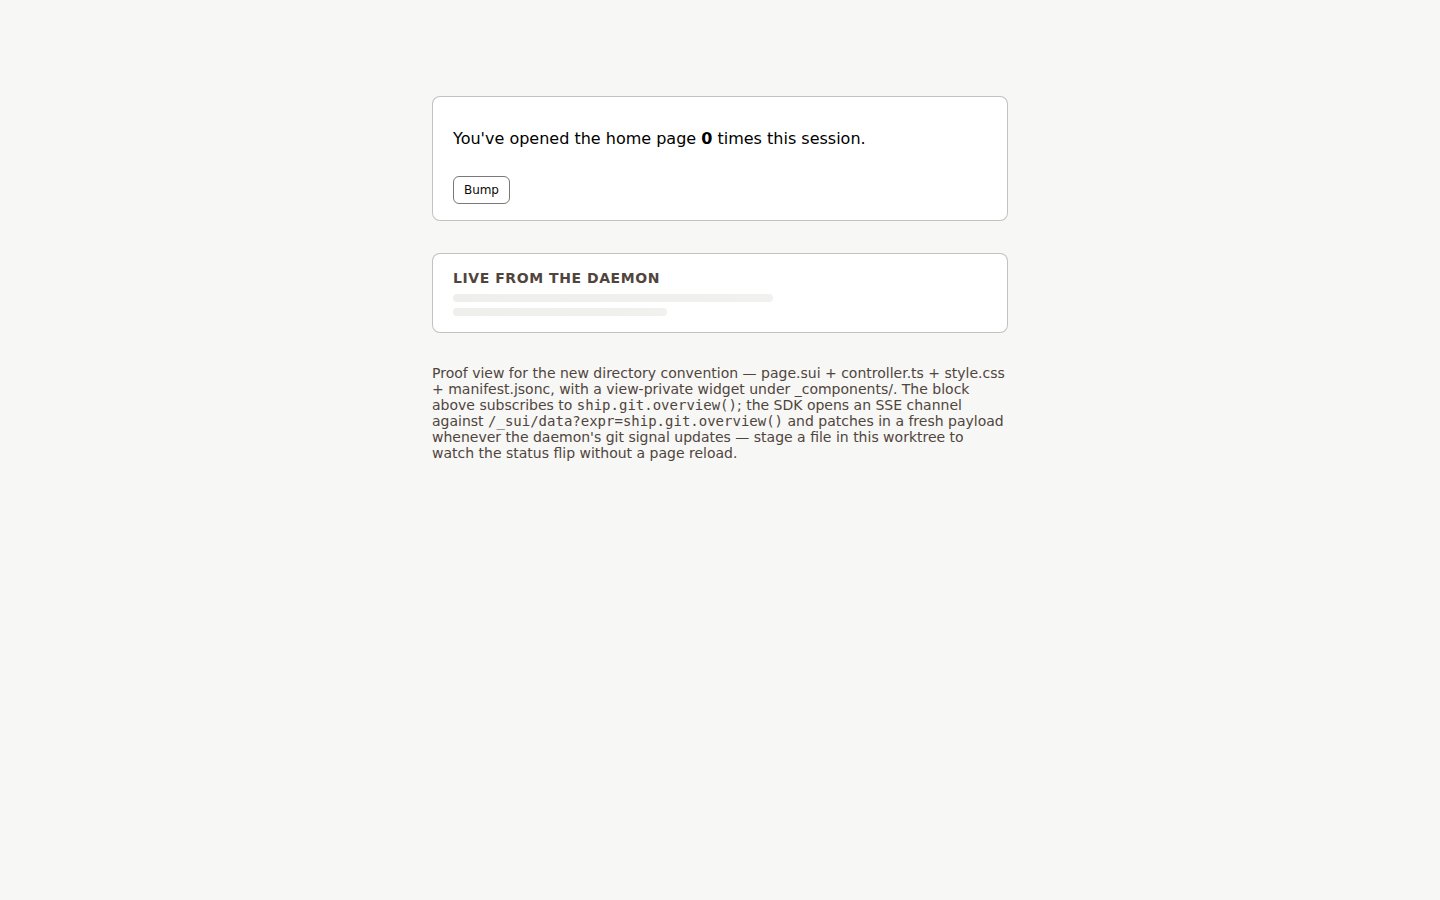 You've opened the home page 0 times this session.
Bump
LIVE FROM THE DAEMON
Proof view for the new directory convention — page.sui + controller.ts + style.css
+ manifest.jsonc, with a view-private widget under _components/. The block
above subscribes to ship.git.overview(); the SDK opens an SSE channel
against /_sui/data?expr=ship.git.overview() and patches in a fresh payload
whenever the daemon's git signal updates — stage a file in this worktree to
watch the status flip without a page reload.